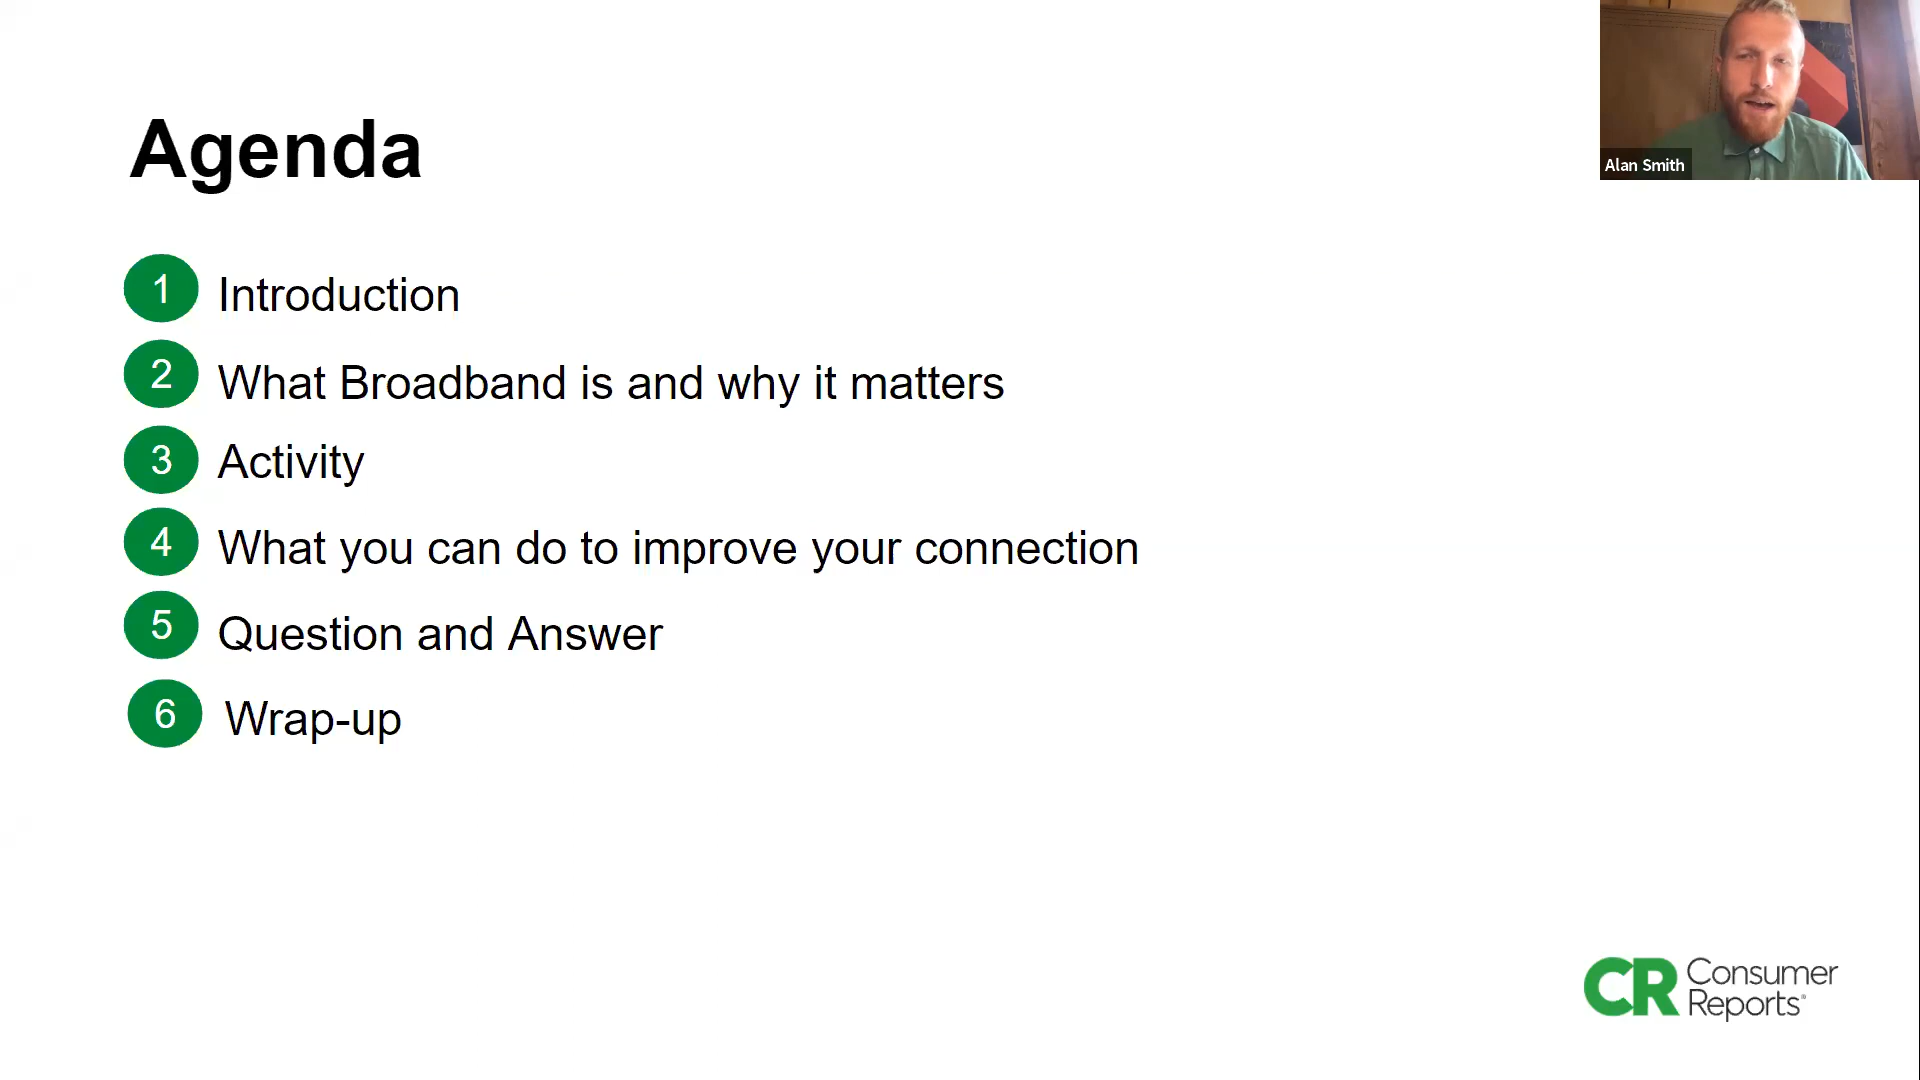 Agenda
1 Introduction
2 What Broadband is and why it matters
3 Activity
4 What you can do to improve your connection
5 Question and Answer
6 Wrap-up
Alan Smith
CR Consumer
Reports®